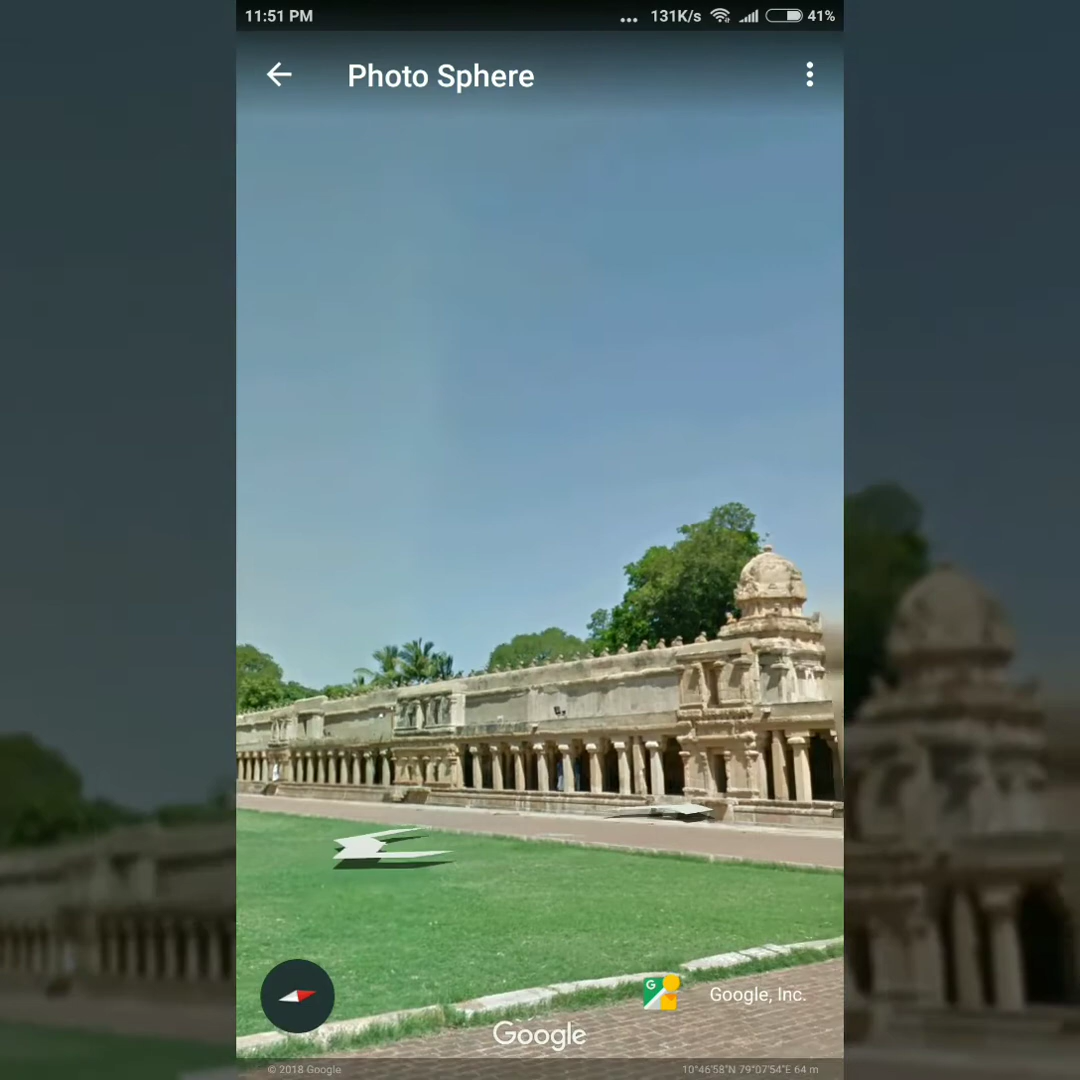 11:51 PM ... 131K/s 41%
Photo Sphere
G
Google, Inc.
Google
© 2018 Google 10°46'58"N 79°07'54"E 64 m